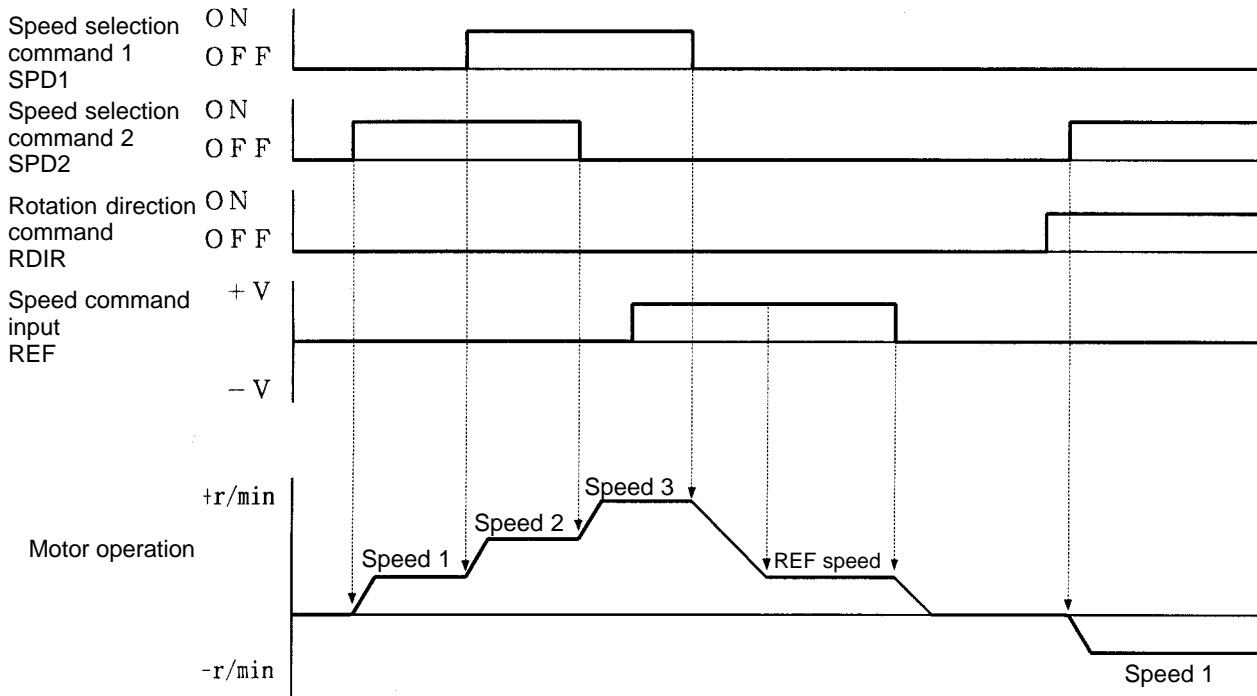 Speed selection
command 1
SPD1
ON
OFF
Speed selection
command 2
SPD2
ON
OFF
Rotation direction
command
RDIR
ON
OFF
Speed command
input
REF
+V
−V
Motor operation
+r/min
-r/min
Speed 1
Speed 2
Speed 3
REF speed
Speed 1